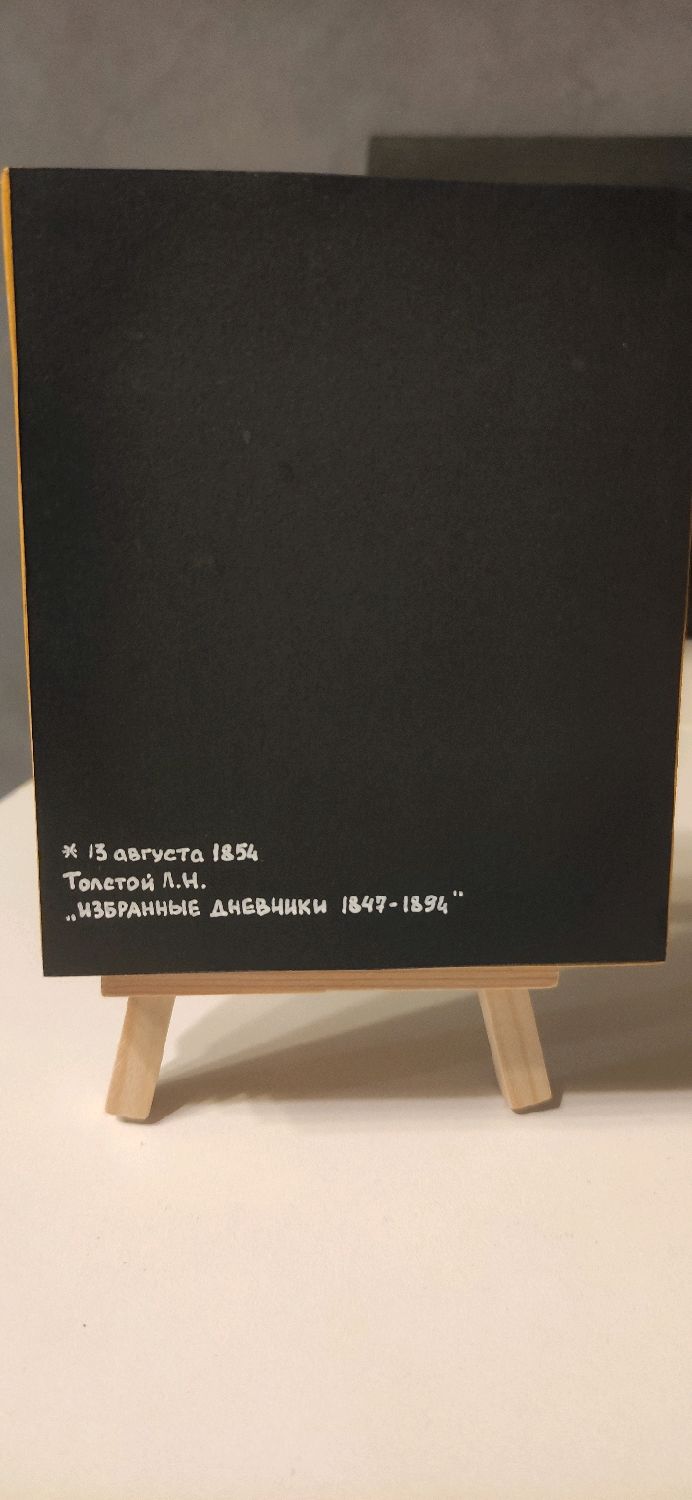 * 13 августа 1854
Толстой Л.Н.
„ИЗБРАННЫЕ ДНЕВНИКИ 1847-1894"